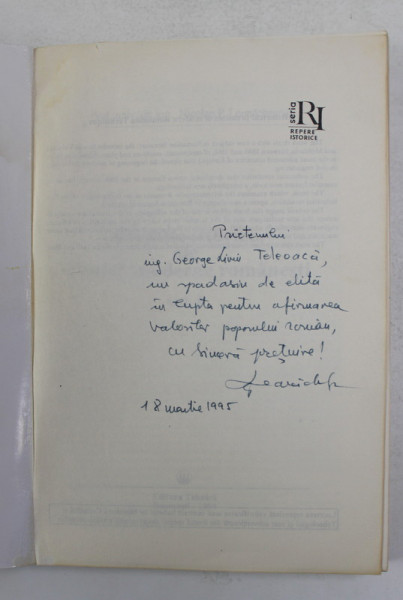 seria
RI
REPERE
ISTORICE
Prietenului
ing. George Liviu Teleoacă,
un spadasin de elită
în lupta pentru afirmarea
valorilor poporului român,
cu sinceră prețuire!
18 martie 1995